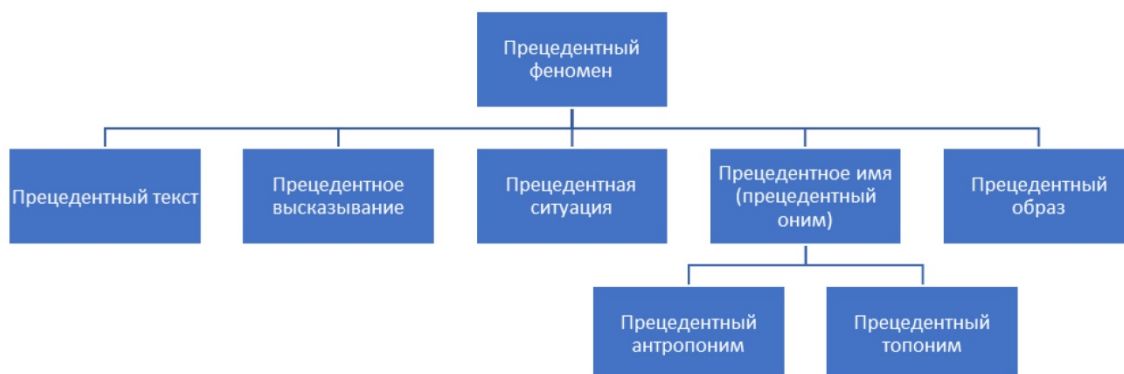 Прецедентный
феномен
Прецедентный текст
Прецедентное
высказывание
Прецедентная
ситуация
Прецедентное имя
(прецедентный
оним)
Прецедентный
образ
Прецедентный
антропоним
Прецедентный
топоним